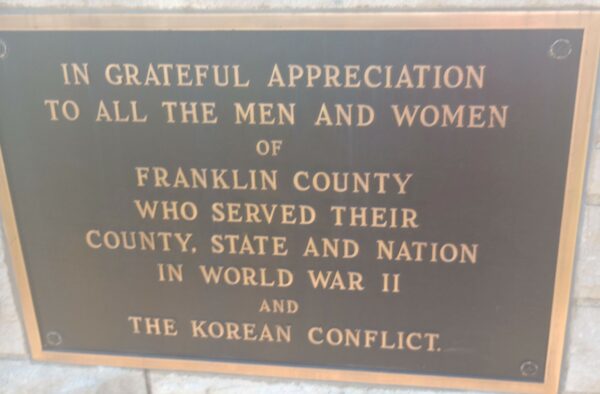 IN GRATEFUL APPRECIATION
TO ALL THE MEN AND WOMEN
OF
FRANKLIN COUNTY
WHO SERVED THEIR
COUNTY, STATE AND NATION
IN WORLD WAR II
AND
THE KOREAN CONFLICT.